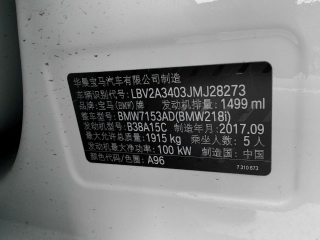 华晨宝马汽车有限公司制造
车辆识别代号: LBV2A3403JMJ28273
品牌: 宝马(BMW)牌 发动机排量: 1499 ml
整车型号: BMW7153AD(BMW218i)
发动机型号: B38A15C 制造年月: 2017.09
最大允许总质量: 1915 kg 乘坐人数: 5 人
发动机最大净功率: 100 kW 制造国: 中国
颜色代码/色圈: A96
7 310 873